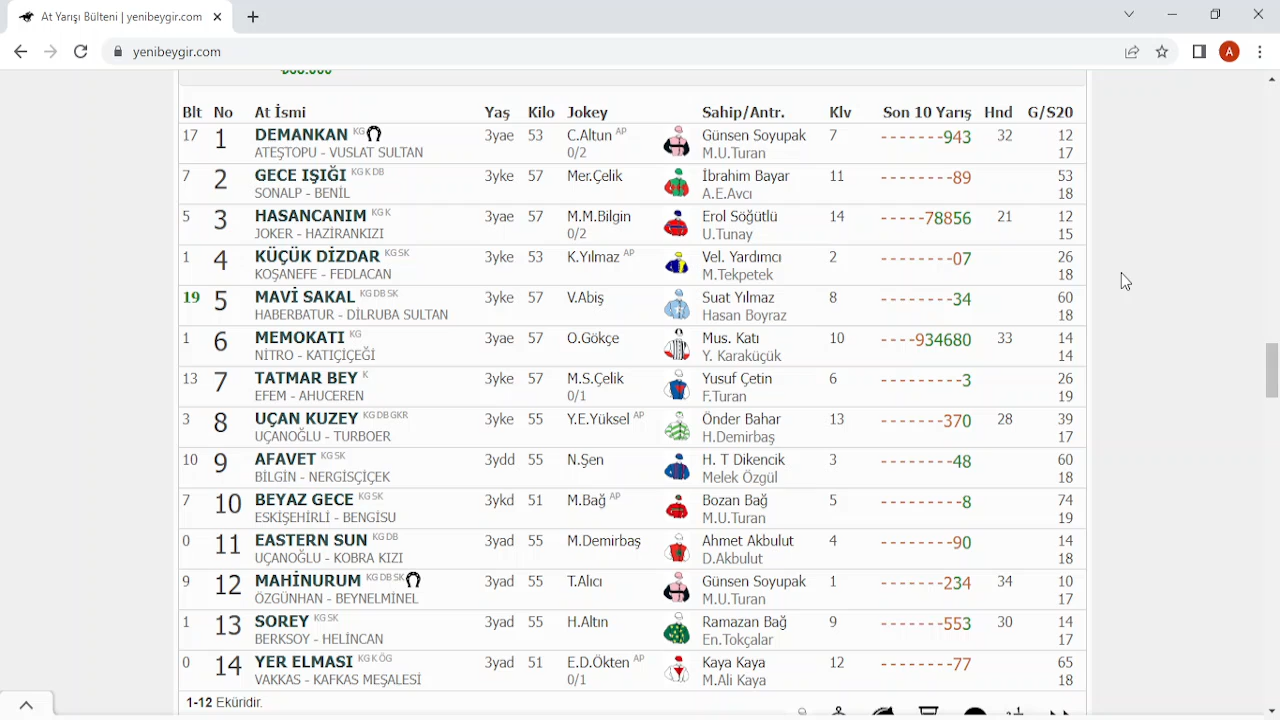 At Yarışı Bülteni | yenibeygir.com
yenibeygir.com
A
Blt No At İsmi Yaş Kilo Jokey Sahip/Antr. Klv Son 10 Yarış Hnd G/S20
17 1 DEMANKAN KG 3yae 53 C.Altun AP Günsen Soyupak 7 -------943 32 12
ATEŞTOPU - VUSLAT SULTAN 0/2 M.U.Turan 17
7 2 GECE IŞIĞI KG K DB 3yke 57 Mer.Çelik İbrahim Bayar 11 --------89 53
SONALP - BENİL A.E.Avcı 18
5 3 HASANCANIM KG K 3yae 57 M.M.Bilgin Erol Söğütlü 14 -----78856 21 12
JOKER - HAZİRANKIZI 0/2 U.Tunay 15
1 4 KÜÇÜK DİZDAR KG SK 3yke 53 K.Yılmaz AP Vel. Yardımcı 2 --------07 26
KOŞANEFE - FEDLACAN M.Tekpetek 18
19 5 MAVİ SAKAL KG DB SK 3yke 57 V.Abiş Suat Yılmaz 8 --------34 60
HABERBATUR - DİLRUBA SULTAN Hasan Boyraz 18
1 6 MEMOKATI KG 3yae 57 O.Gökçe Mus. Katı 10 ----934680 33 14
NİTRO - KATIÇİÇEĞİ Y. Karaküçük 14
13 7 TATMAR BEY K 3yke 57 M.S.Çelik Yusuf Çetin 6 ---------3 26
EFEM - AHUCEREN 0/1 F.Turan 19
3 8 UÇAN KUZEY KG DB GKR 3yke 55 Y.E.Yüksel AP Önder Bahar 13 -------370 28 39
UÇANOĞLU - TURBOER H.Demirbaş 17
10 9 AFAVET KG SK 3ydd 55 N.Şen H. T Dikencik 3 --------48 60
BİLGİN - NERGİSÇİÇEK Melek Özgül 18
7 10 BEYAZ GECE KG SK 3ykd 51 M.Bağ AP Bozan Bağ 5 ---------8 74
ESKİŞEHİRLİ - BENGİSU M.U.Turan 19
0 11 EASTERN SUN KG DB 3yad 55 M.Demirbaş Ahmet Akbulut 4 --------90 14
UÇANOĞLU - KOBRA KIZI D.Akbulut 18
9 12 MAHİNURUM KG DB SK 3yad 55 T.Alıcı Günsen Soyupak 1 -------234 34 10
ÖZGÜNHAN - BEYNELMİNEL M.U.Turan 17
1 13 SOREY KG SK 3yad 55 H.Altın Ramazan Bağ 9 -------553 30 14
BERKSOY - HELİNCAN En.Tokçalar 17
0 14 YER ELMASI KG K ÖG 3yad 51 E.D.Ökten AP Kaya Kaya 12 --------77 65
VAKKAS - KAFKAS MEŞALESİ 0/1 M.Ali Kaya 18
1-12 Eküridir.